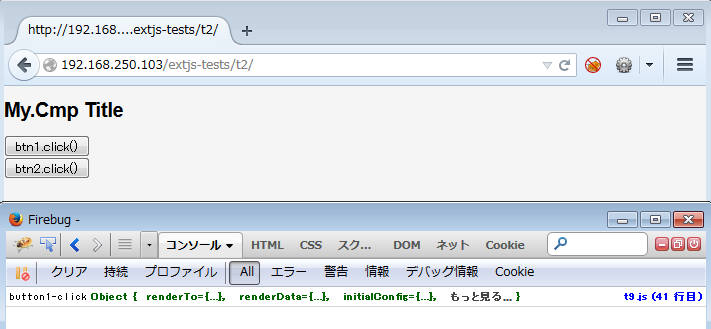 http://192.168....extjs-tests/t2/
192.168.250.103/extjs-tests/t2/
My.Cmp Title
btn1.click()
btn2.click()
Firebug -
コンソール HTML CSS スク... DOM ネット Cookie
クリア 持続 プロファイル All エラー 警告 情報 デバッグ情報 Cookie
button1-click Object { renderTo={...}, renderData={...}, initialConfig={...}, もっと見る... } t9.js (41 行目)